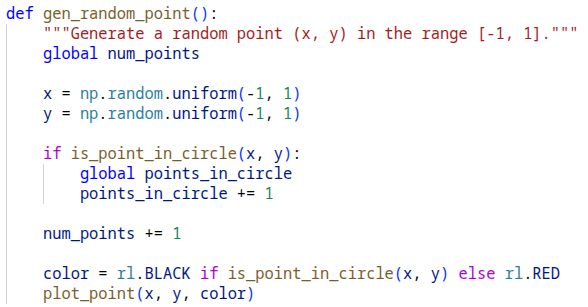 def gen_random_point():
    """Generate a random point (x, y) in the range [-1, 1]."""
    global num_points

    x = np.random.uniform(-1, 1)
    y = np.random.uniform(-1, 1)

    if is_point_in_circle(x, y):
        global points_in_circle
        points_in_circle += 1

    num_points += 1

    color = rl.BLACK if is_point_in_circle(x, y) else rl.RED
    plot_point(x, y, color)